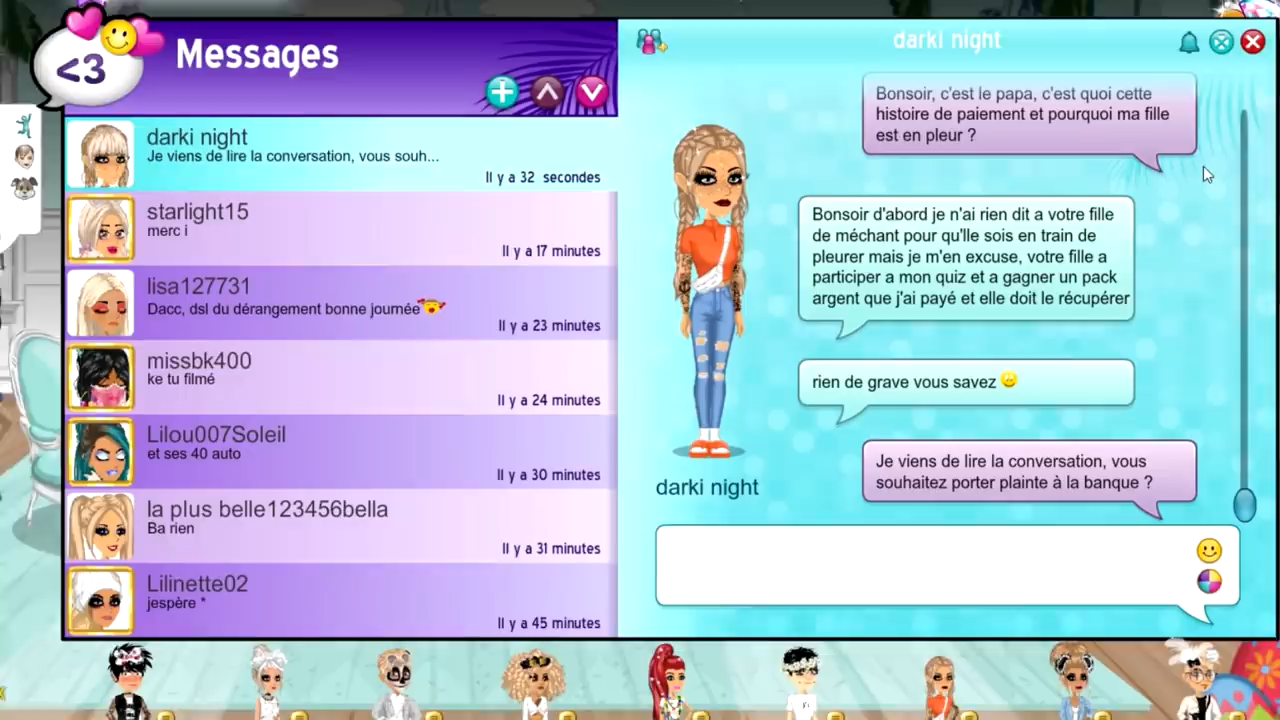 <3
Messages
darki night
Je viens de lire la conversation, vous souh...
Il y a 32 secondes
starlight15
merc i
Il y a 17 minutes
lisa127731
Dacc, dsl du dérangement bonne journée
Il y a 23 minutes
missbk400
ke tu filmé
Il y a 24 minutes
Lilou007Soleil
et ses 40 auto
Il y a 30 minutes
la plus belle123456bella
Ba rien
Il y a 31 minutes
Lilinette02
jespère *
Il y a 45 minutes
darki night
Bonsoir, c'est le papa, c'est quoi cette
histoire de paiement et pourquoi ma fille
est en pleur ?
Bonsoir d'abord je n'ai rien dit a votre fille
de méchant pour qu'lle sois en train de
pleurer mais je m'en excuse, votre fille a
participer a mon quiz et a gagner un pack
argent que j'ai payé et elle doit le récupérer
rien de grave vous savez
Je viens de lire la conversation, vous
souhaitez porter plainte à la banque ?
darki night